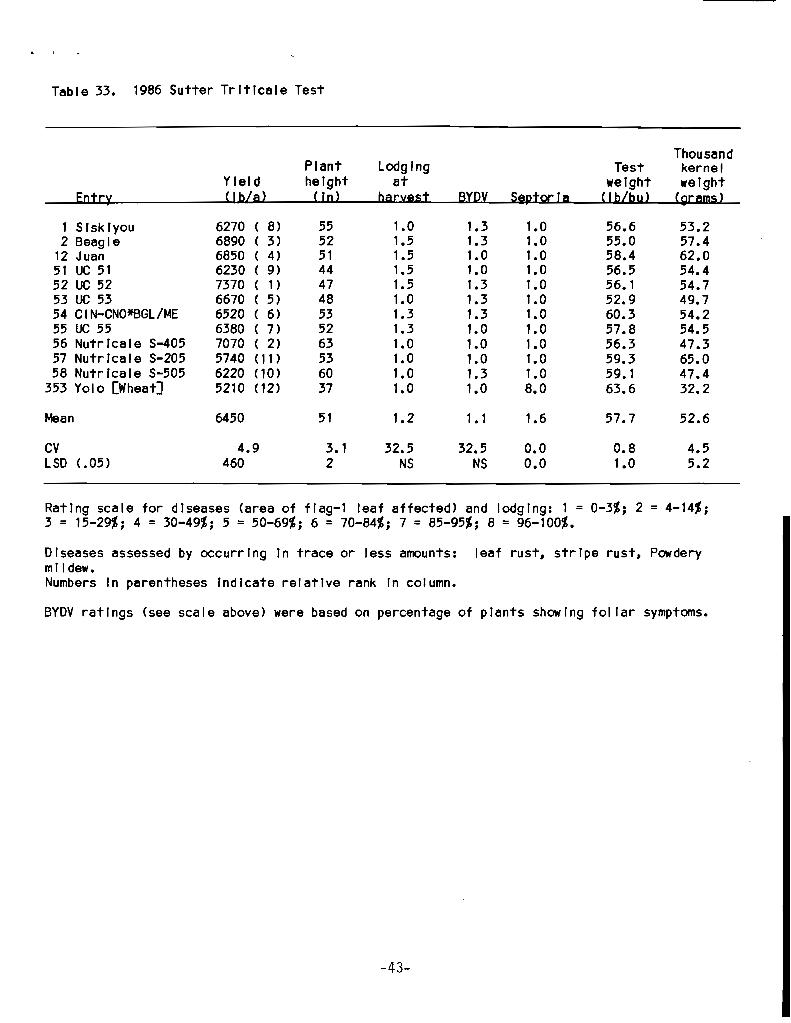 Table 33. 1986 Sutter Triticale Test
Thousand
Plant Lodging Test kernel
Yield height at weight weight
Entry (lb/a) (in) harvest BYDV Septoria (lb/bu) (grams)
1 Siskiyou 6270 ( 8) 55 1.0 1.3 1.0 56.6 53.2
2 Beagle 6890 ( 3) 52 1.5 1.3 1.0 55.0 57.4
12 Juan 6850 ( 4) 51 1.5 1.0 1.0 58.4 62.0
51 UC 51 6230 ( 9) 44 1.5 1.0 1.0 56.5 54.4
52 UC 52 7370 ( 1) 47 1.5 1.3 1.0 56.1 54.7
53 UC 53 6670 ( 5) 48 1.0 1.3 1.0 52.9 49.7
54 CIN-CNO*BGL/ME 6520 ( 6) 53 1.3 1.3 1.0 60.3 54.2
55 UC 55 6380 ( 7) 52 1.3 1.0 1.0 57.8 54.5
56 Nutricale S-405 7070 ( 2) 63 1.0 1.0 1.0 56.3 47.3
57 Nutricale S-205 5740 (11) 53 1.0 1.0 1.0 59.3 65.0
58 Nutricale S-505 6220 (10) 60 1.0 1.3 1.0 59.1 47.4
353 Yolo [Wheat] 5210 (12) 37 1.0 1.0 8.0 63.6 32.2
Mean 6450 51 1.2 1.1 1.6 57.7 52.6
CV 4.9 3.1 32.5 32.5 0.0 0.8 4.5
LSD (.05) 460 2 NS NS 0.0 1.0 5.2
Rating scale for diseases (area of flag-1 leaf affected) and lodging: 1 = 0-3%; 2 = 4-14%;
3 = 15-29%; 4 = 30-49%; 5 = 50-69%; 6 = 70-84%; 7 = 85-95%; 8 = 96-100%.
Diseases assessed by occurring in trace or less amounts: leaf rust, stripe rust, Powdery
mildew.
Numbers in parentheses indicate relative rank in column.
BYDV ratings (see scale above) were based on percentage of plants showing foliar symptoms.
-43-